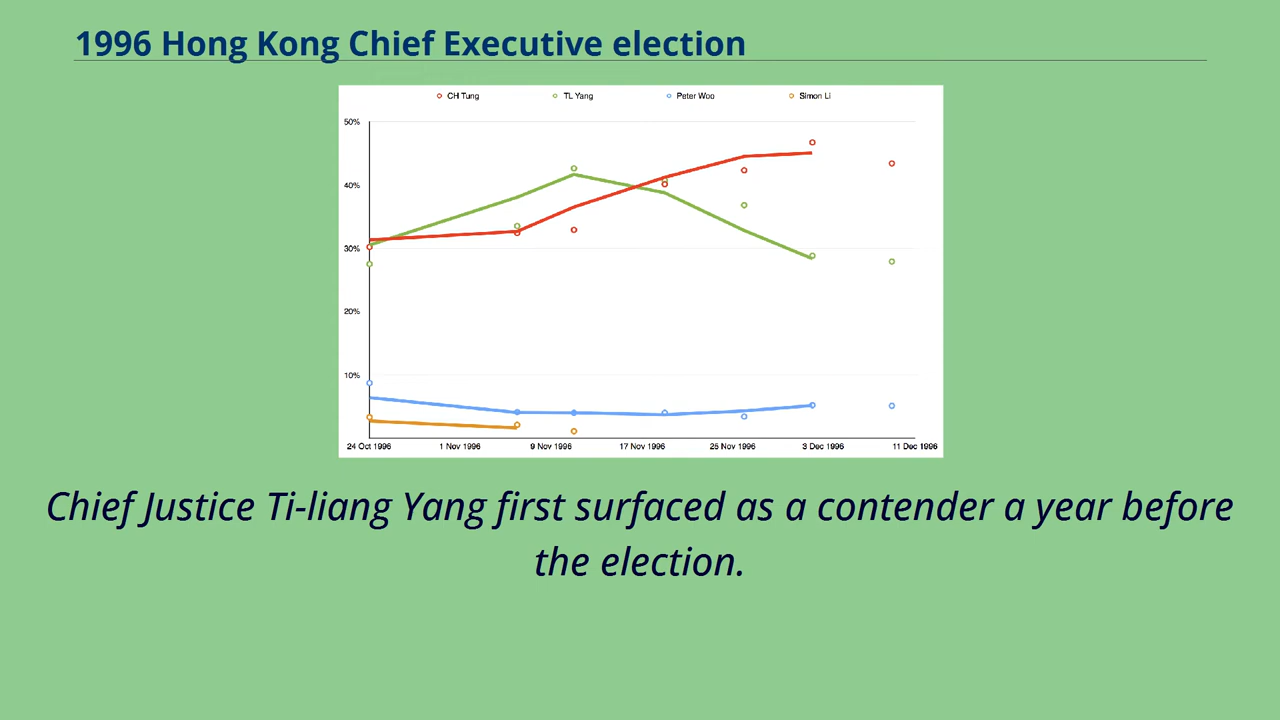 1996 Hong Kong Chief Executive election
CH Tung TL Yang Peter Woo Simon Li
50%
40%
30%
20%
10%
24 Oct 1996 1 Nov 1996 9 Nov 1996 17 Nov 1996 25 Nov 1996 3 Dec 1996 11 Dec 1996
Chief Justice Ti-liang Yang first surfaced as a contender a year before
the election.